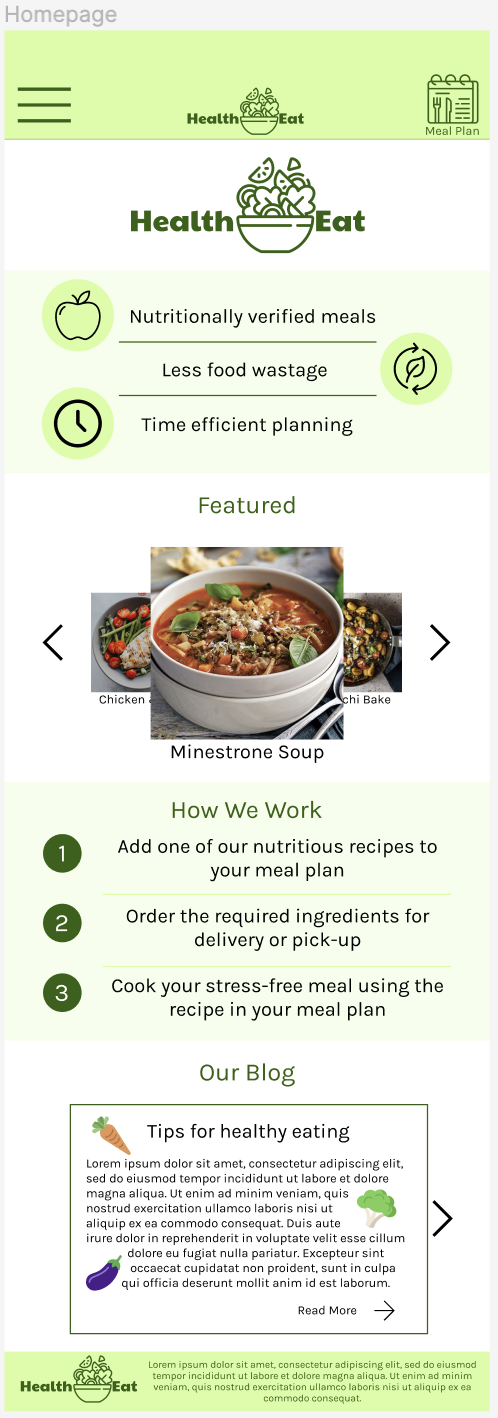 Homepage
HealthEat
Meal Plan
HealthEat
Nutritionally verified meals
Less food wastage
Time efficient planning
Featured
Chicken
chi Bake
Minestrone Soup
How We Work
1
Add one of our nutritious recipes to
your meal plan
2
Order the required ingredients for
delivery or pick-up
3
Cook your stress-free meal using the
recipe in your meal plan
Our Blog
Tips for healthy eating
Lorem ipsum dolor sit amet, consectetur adipiscing elit,
sed do eiusmod tempor incididunt ut labore et dolore
magna aliqua. Ut enim ad minim veniam, quis
nostrud exercitation ullamco laboris nisi ut
aliquip ex ea commodo consequat. Duis aute
irure dolor in reprehenderit in voluptate velit esse cillum
dolore eu fugiat nulla pariatur. Excepteur sint
occaecat cupidatat non proident, sunt in culpa
qui officia deserunt mollit anim id est laborum.
Read More
HealthEat
Lorem ipsum dolor sit amet, consectetur adipiscing elit, sed do eiusmod
tempor incididunt ut labore et dolore magna aliqua. Ut enim ad minim
veniam, quis nostrud exercitation ullamco laboris nisi ut aliquip ex ea
commodo consequat.